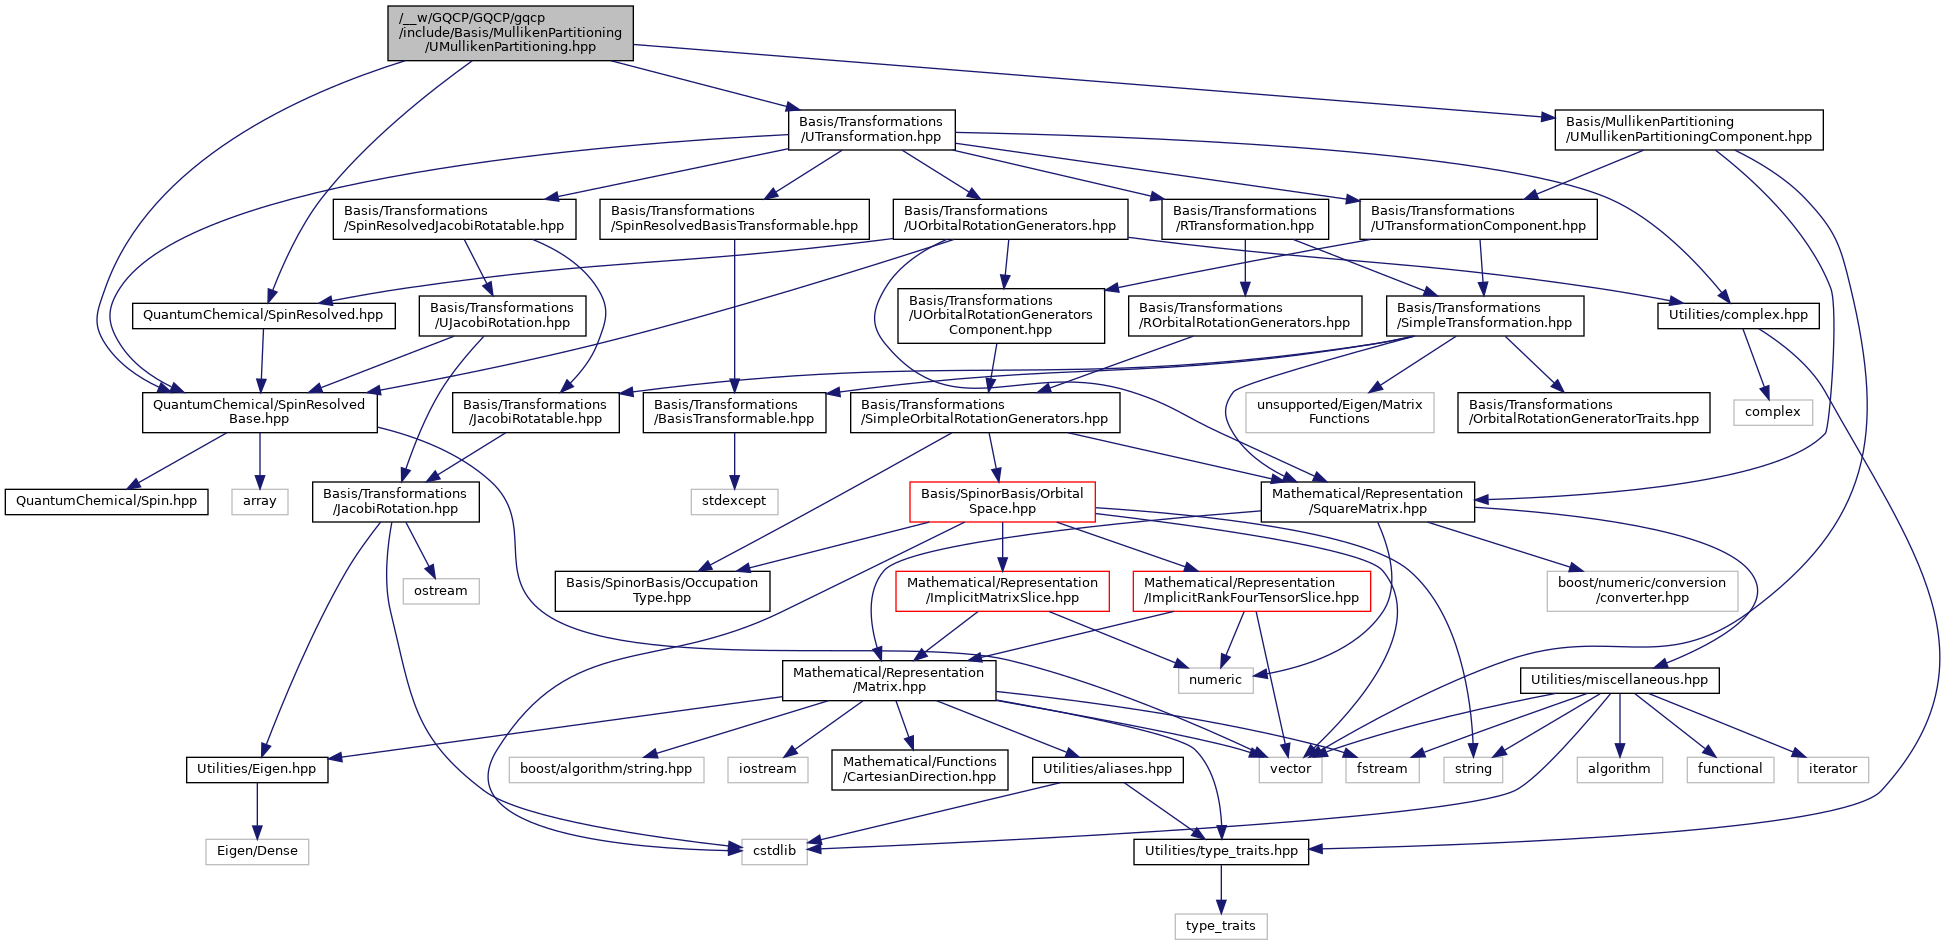 /__w/GQCP/GQCP/gqcp
/include/Basis/MullikenPartitioning
/UMullikenPartitioning.hpp
Basis/Transformations
/UTransformation.hpp
Basis/MullikenPartitioning
/UMullikenPartitioningComponent.hpp
Basis/Transformations
/SpinResolvedJacobiRotatable.hpp
Basis/Transformations
/SpinResolvedBasisTransformable.hpp
Basis/Transformations
/UOrbitalRotationGenerators.hpp
Basis/Transformations
/RTransformation.hpp
Basis/Transformations
/UTransformationComponent.hpp
QuantumChemical/SpinResolved.hpp
Basis/Transformations
/UJacobiRotation.hpp
Basis/Transformations
/UOrbitalRotationGenerators
Component.hpp
Basis/Transformations
/ROrbitalRotationGenerators.hpp
Basis/Transformations
/SimpleTransformation.hpp
Utilities/complex.hpp
QuantumChemical/SpinResolved
Base.hpp
Basis/Transformations
/JacobiRotatable.hpp
Basis/Transformations
/BasisTransformable.hpp
Basis/Transformations
/SimpleOrbitalRotationGenerators.hpp
unsupported/Eigen/Matrix
Functions
Basis/Transformations
/OrbitalRotationGeneratorTraits.hpp
complex
QuantumChemical/Spin.hpp
array
Basis/Transformations
/JacobiRotation.hpp
stdexcept
Basis/SpinorBasis/Orbital
Space.hpp
Mathematical/Representation
/SquareMatrix.hpp
ostream
Basis/SpinorBasis/Occupation
Type.hpp
Mathematical/Representation
/ImplicitMatrixSlice.hpp
Mathematical/Representation
/ImplicitRankFourTensorSlice.hpp
boost/numeric/conversion
/converter.hpp
Mathematical/Representation
/Matrix.hpp
numeric
Utilities/miscellaneous.hpp
Utilities/Eigen.hpp
boost/algorithm/string.hpp
iostream
Mathematical/Functions
/CartesianDirection.hpp
Utilities/aliases.hpp
vector
fstream
string
algorithm
functional
iterator
Eigen/Dense
cstdlib
Utilities/type_traits.hpp
type_traits